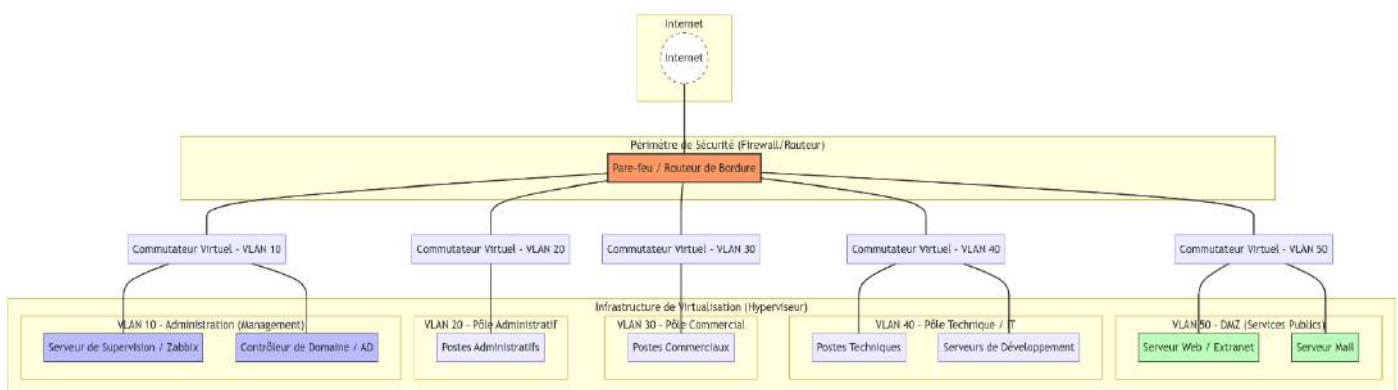 Internet
Internet
Périmètre de Sécurité (Firewall/Routeur)
Pare-feu / Routeur de Bordure
Commutateur Virtuel - VLAN 10
Commutateur Virtuel - VLAN 20
Commutateur Virtuel - VLAN 30
Commutateur Virtuel - VLAN 40
Commutateur Virtuel - VLAN 50
Infrastructure de Virtualisation (Hyperviseur)
VLAN 10 - Administration (Management)
VLAN 20 - Pôle Administratif
VLAN 30 - Pôle Commercial
VLAN 40 - Pôle Technique / IT
VLAN 50 - DMZ (Services Publics)
Serveur de Supervision / Zabbix
Contrôleur de Domaine / AD
Postes Administratifs
Postes Commerciaux
Postes Techniques
Serveurs de Développement
Serveur Web / Extranet
Serveur Mail